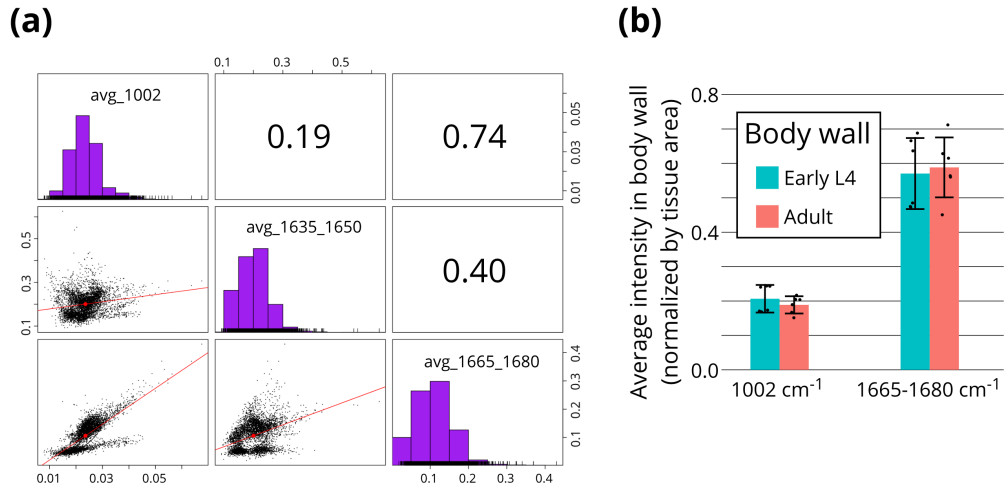 (a)
0.1 0.3 0.5
avg_1002
0.19
0.74
0.01 0.03 0.05
0.1 0.3 0.5
avg_1635_1650
0.40
avg_1665_1680
0.1 0.2 0.3 0.4
0.01 0.03 0.05
0.1 0.2 0.3 0.4
(b)
Average intensity in body wall
(normalized by tissue area)
0.8
0.4
0.0
Body wall
Early L4
Adult
1002 cm⁻¹ 1665-1680 cm⁻¹